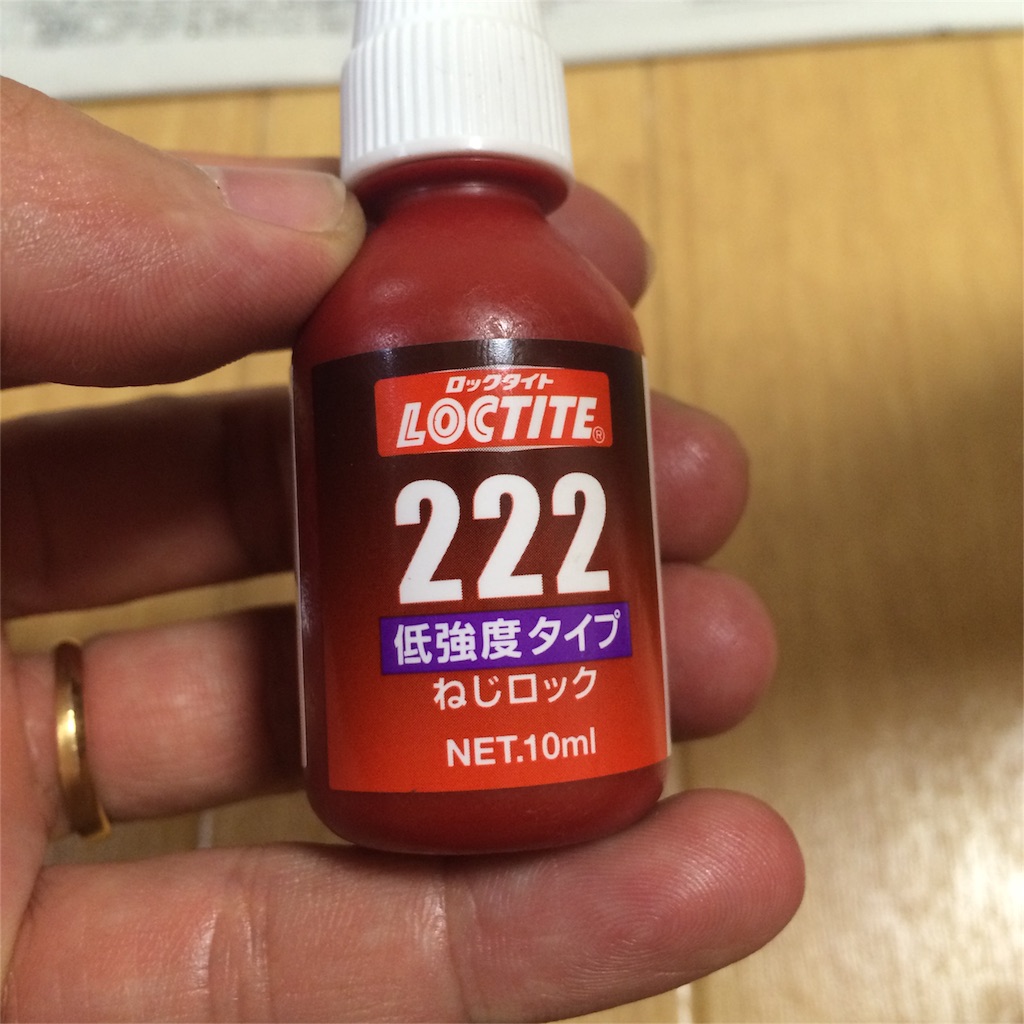 ロックタイト
LOCTITE®
222
低強度タイプ
ねじロック
NET.10ml